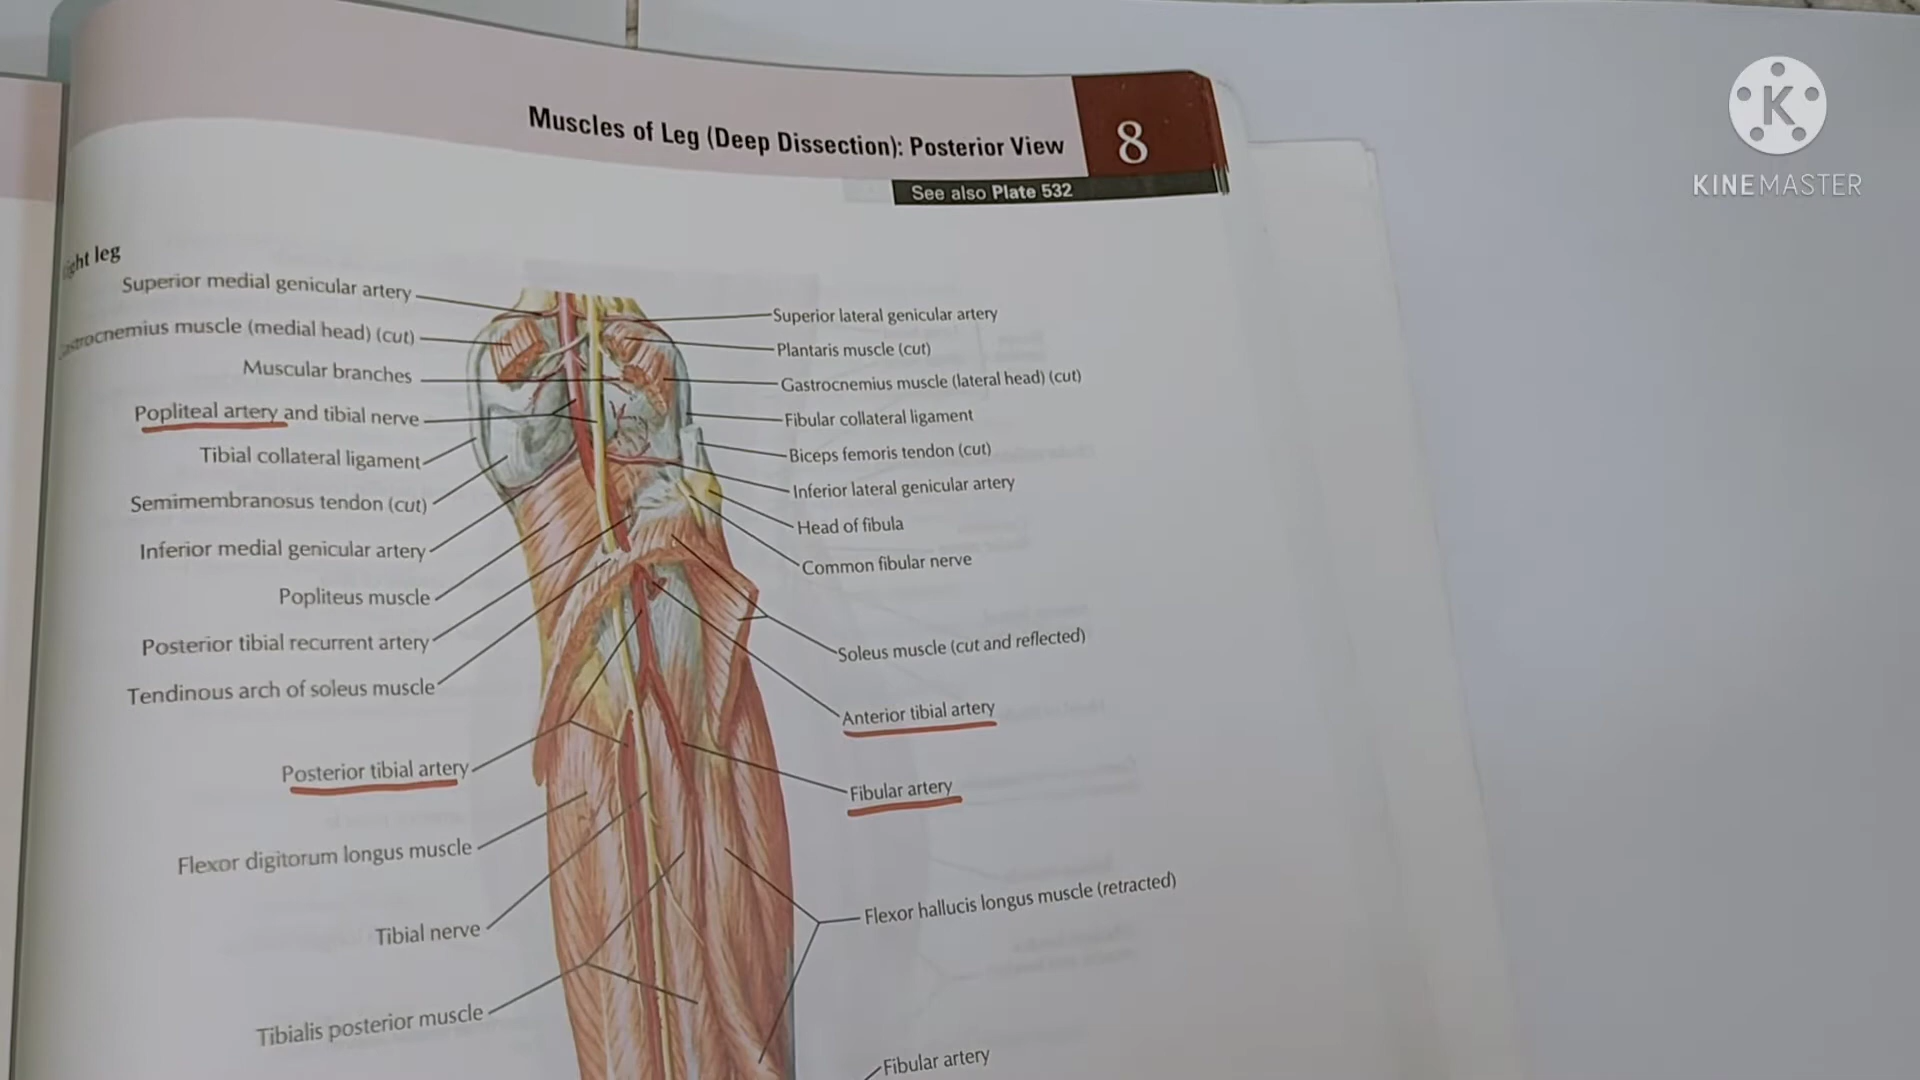 Muscles of Leg (Deep Dissection): Posterior View
8
See also Plate 532
KINEMASTER
leg
Superior medial genicular artery
muscle (medial head) (cut)
Muscular branches
Popliteal artery and tibial nerve
Tibial collateral ligament
Semimembranosus tendon (cut)
Inferior medial genicular artery
Popliteus muscle
Posterior tibial recurrent artery
Tendinous arch of soleus muscle
Posterior tibial artery
Flexor digitorum longus muscle
Tibial nerve
Tibialis posterior muscle
Superior lateral genicular artery
Plantaris muscle (cut)
Gastrocnemius muscle (lateral head) (cut)
Fibular collateral ligament
Biceps femoris tendon (cut)
Inferior lateral genicular artery
Head of fibula
Common fibular nerve
Soleus muscle (cut and reflected)
Anterior tibial artery
Fibular artery
Flexor hallucis longus muscle (retracted)
Fibular artery